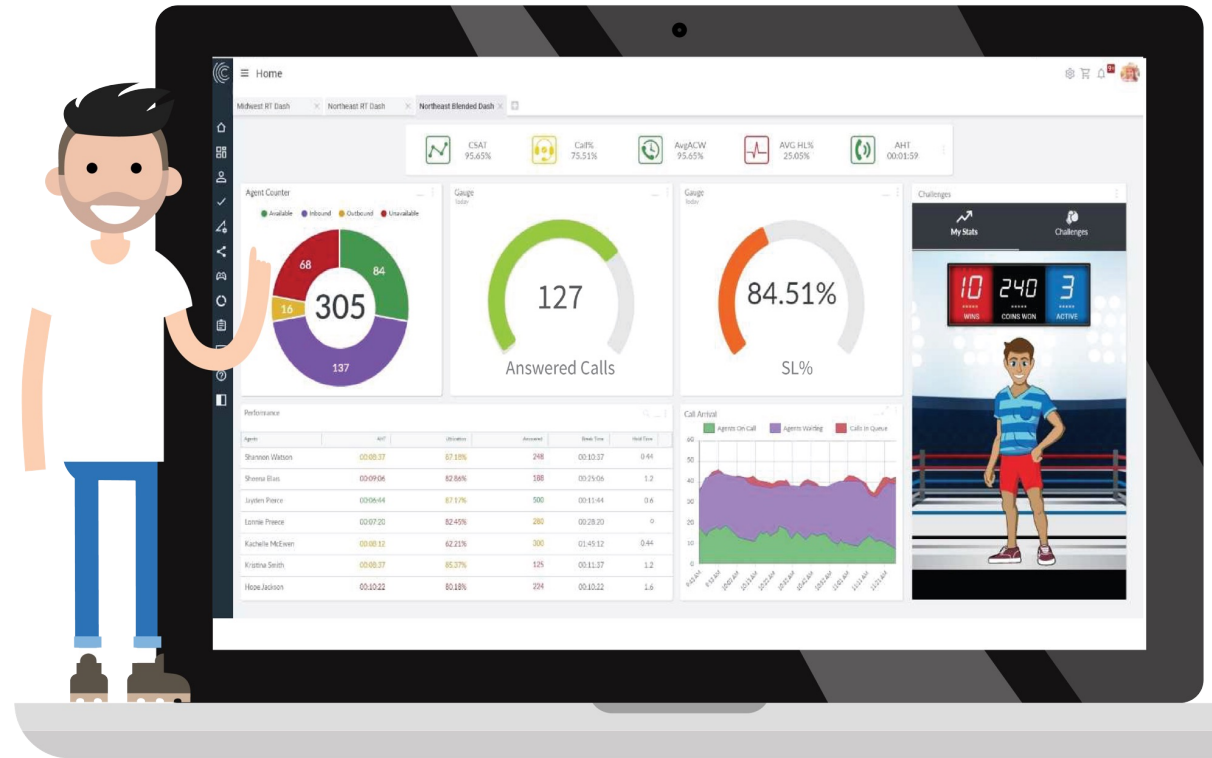 Home
9+
Midwest RT Dash
Northeast RT Dash
Northeast Blended Dash
CSAT
95.65%
Call%
75.51%
AvgACW
95.65%
AVG HL%
25.05%
AHT
00:01:59
Agent Counter
Available Inbound Outbound Unavailable
68
84
16
305
137
Gauge
Today
127
Answered Calls
Gauge
Today
84.51%
SL%
Challenges
My Stats Challenges
10 240 3
WINS COINS WON ACTIVE
Performance
Agents AHT Utilization Answered Break Time Hold Time
Shannon Watson 00:08:37 87.18% 248 00:10:37 0.44
Sheena Blais 00:09:06 82.86% 188 00:25:06 1.2
Jayden Pierce 00:06:44 87.17% 500 00:11:44 0.6
Lonnie Preece 00:07:20 82.45% 280 00:28:20 0
Kachelle McEwen 00:08:12 62.21% 300 01:45:12 0.44
Kristina Smith 00:08:37 85.37% 125 00:11:37 1.2
Hope Jackson 00:10:22 80.18% 224 00:10:22 1.6
Call Arrival
Agents On Call Agents Waiting Calls in Queue
60
50
40
30
20
10
0